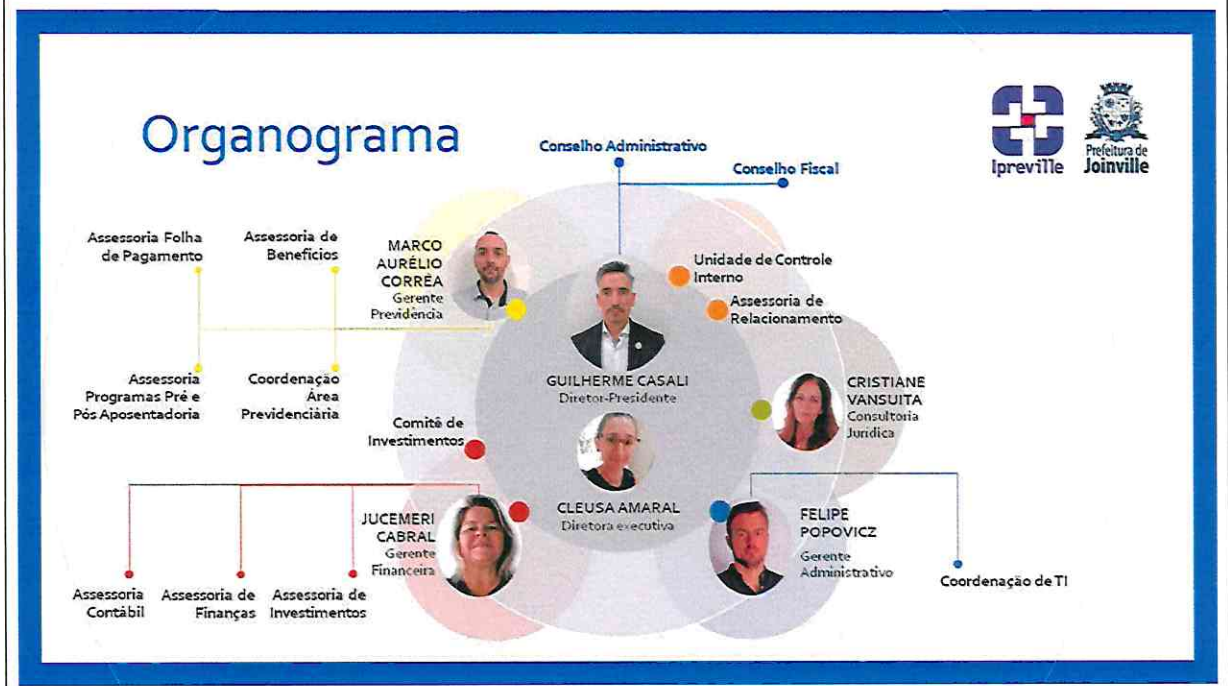 Organograma
Ipreville
Prefeitura de
Joinville
Conselho Administrativo
Conselho Fiscal
Assessoria Folha
de Pagamento
Assessoria de
Benefícios
MARCO
AURÉLIO
CORRÊA
Gerente
Previdência
Unidade de Controle
Interno
Assessoria de
Relacionamento
Assessoria
Programas Pré e
Pós Aposentadoria
Coordenação
Área
Previdenciária
GUILHERME CASALI
Diretor-Presidente
CRISTIANE
VANSUITA
Consultoria
Jurídica
Comitê de
Investimentos
CLEUSA AMARAL
Diretora executiva
JUCEMERI
CABRAL
Gerente
Financeira
FELIPE
POPOVICZ
Gerente
Administrativo
Assessoria
Contábil
Assessoria de
Finanças
Assessoria de
Investimentos
Coordenação de TI